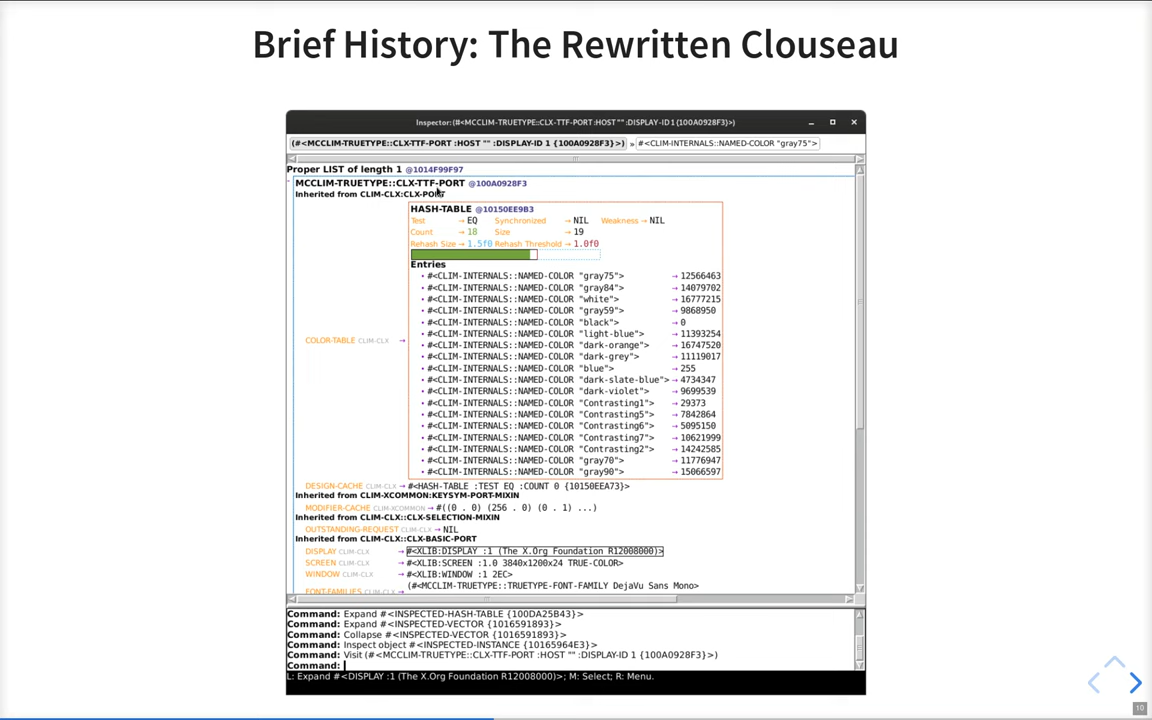 Brief History: The Rewritten Clouseau
Inspector: (#<MCCLIM-TRUETYPE::CLX-TTF-PORT :HOST "" :DISPLAY-ID 1 {100A0928F3}>)
(#<MCCLIM-TRUETYPE::CLX-TTF-PORT :HOST "" :DISPLAY-ID 1 {100A0928F3}>) » #<CLIM-INTERNALS::NAMED-COLOR "gray75">
Proper LIST of length 1 @1014F99F97
MCCLIM-TRUETYPE::CLX-TTF-PORT @100A0928F3
Inherited from CLIM-CLX:CLX-PORT
HASH-TABLE @10150EE9B3
Test → EQ Synchronized → NIL Weakness → NIL
Count → 18 Size → 19
Rehash Size → 1.5f0 Rehash Threshold → 1.0f0
Entries
• #<CLIM-INTERNALS::NAMED-COLOR "gray75"> → 12566463
• #<CLIM-INTERNALS::NAMED-COLOR "gray84"> → 14079702
• #<CLIM-INTERNALS::NAMED-COLOR "white"> → 16777215
• #<CLIM-INTERNALS::NAMED-COLOR "gray59"> → 9868950
• #<CLIM-INTERNALS::NAMED-COLOR "black"> → 0
• #<CLIM-INTERNALS::NAMED-COLOR "light-blue"> → 11393254
COLOR-TABLE CLIM-CLX →
• #<CLIM-INTERNALS::NAMED-COLOR "dark-orange"> → 16747520
• #<CLIM-INTERNALS::NAMED-COLOR "dark-grey"> → 11119017
• #<CLIM-INTERNALS::NAMED-COLOR "blue"> → 255
• #<CLIM-INTERNALS::NAMED-COLOR "dark-slate-blue"> → 4734347
• #<CLIM-INTERNALS::NAMED-COLOR "dark-violet"> → 9699539
• #<CLIM-INTERNALS::NAMED-COLOR "Contrasting1"> → 29373
• #<CLIM-INTERNALS::NAMED-COLOR "Contrasting5"> → 7842864
• #<CLIM-INTERNALS::NAMED-COLOR "Contrasting6"> → 5095150
• #<CLIM-INTERNALS::NAMED-COLOR "Contrasting7"> → 10621999
• #<CLIM-INTERNALS::NAMED-COLOR "Contrasting2"> → 14242585
• #<CLIM-INTERNALS::NAMED-COLOR "gray70"> → 11776947
• #<CLIM-INTERNALS::NAMED-COLOR "gray90"> → 15066597
DESIGN-CACHE CLIM-CLX → #<HASH-TABLE :TEST EQ :COUNT 0 {10150EEA73}>
Inherited from CLIM-XCOMMON:KEYSYM-PORT-MIXIN
MODIFIER-CACHE CLIM-XCOMMON → #((0 . 0) (256 . 0) (0 . 1) ...)
Inherited from CLIM-CLX::CLX-SELECTION-MIXIN
OUTSTANDING-REQUEST CLIM-CLX → NIL
Inherited from CLIM-CLX::CLX-BASIC-PORT
DISPLAY CLIM-CLX → #<XLIB:DISPLAY :1 (The X.Org Foundation R12008000)>
SCREEN CLIM-CLX → #<XLIB:SCREEN :1.0 3840x1200x24 TRUE-COLOR>
WINDOW CLIM-CLX → #<XLIB:WINDOW :1 2EC>
(#<MCCLIM-TRUETYPE::TRUETYPE-FONT-FAMILY DejaVu Sans Mono>
FONT-FAMILIES CLIM-CLX
Command: Expand #<INSPECTED-HASH-TABLE {100DA25B43}>
Command: Expand #<INSPECTED-VECTOR {1016591893}>
Command: Collapse #<INSPECTED-VECTOR {1016591893}>
Command: Inspect object #<INSPECTED-INSTANCE {10165964E3}>
Command: Visit (#<MCCLIM-TRUETYPE::CLX-TTF-PORT :HOST "" :DISPLAY-ID 1 {100A0928F3}>)
Command:
L: Expand #<DISPLAY :1 (The X.Org Foundation R12008000)>; M: Select; R: Menu.
10